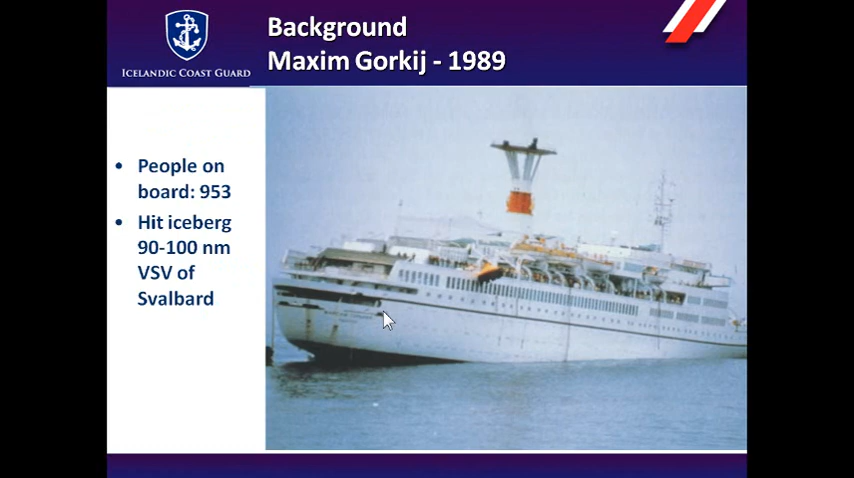 Background
Maxim Gorkij - 1989
ICELANDIC COAST GUARD
• People on
board: 953
• Hit iceberg
90-100 nm
VSV of
Svalbard